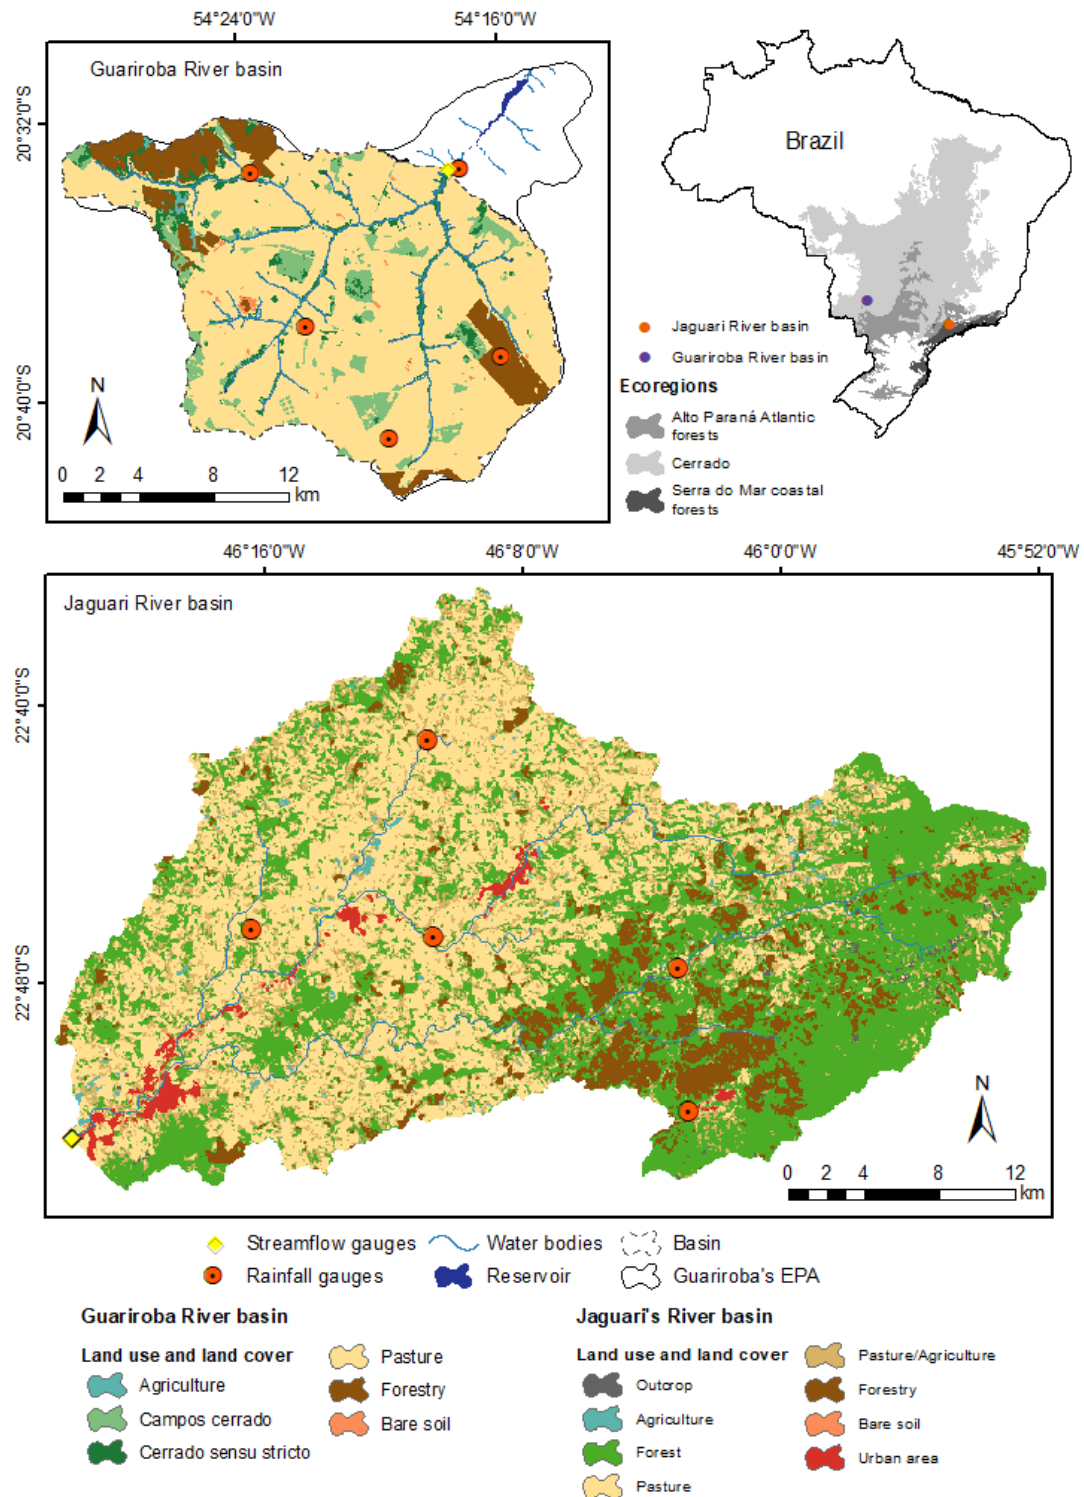 54°24'0"W
54°16'0"W
Guariroba River basin
20°32'0"S
20°40'0"S
N
0 2 4 8 12
km
Brazil
Jaguari River basin
Guariroba River basin
Ecoregions
Alto Paraná Atlantic
forests
Cerrado
Serra do Mar coastal
forests
46°16'0"W
46°8'0"W
46°0'0"W
45°52'0"W
Jaguari River basin
22°40'0"S
22°48'0"S
N
0 2 4 8 12
km
Streamflow gauges
Water bodies
Basin
Rainfall gauges
Reservoir
Guariroba's EPA
Guariroba River basin
Land use and land cover
Agriculture
Campos cerrado
Cerrado sensu stricto
Pasture
Forestry
Bare soil
Jaguari's River basin
Land use and land cover
Outcrop
Agriculture
Forest
Pasture
Pasture/Agriculture
Forestry
Bare soil
Urban area